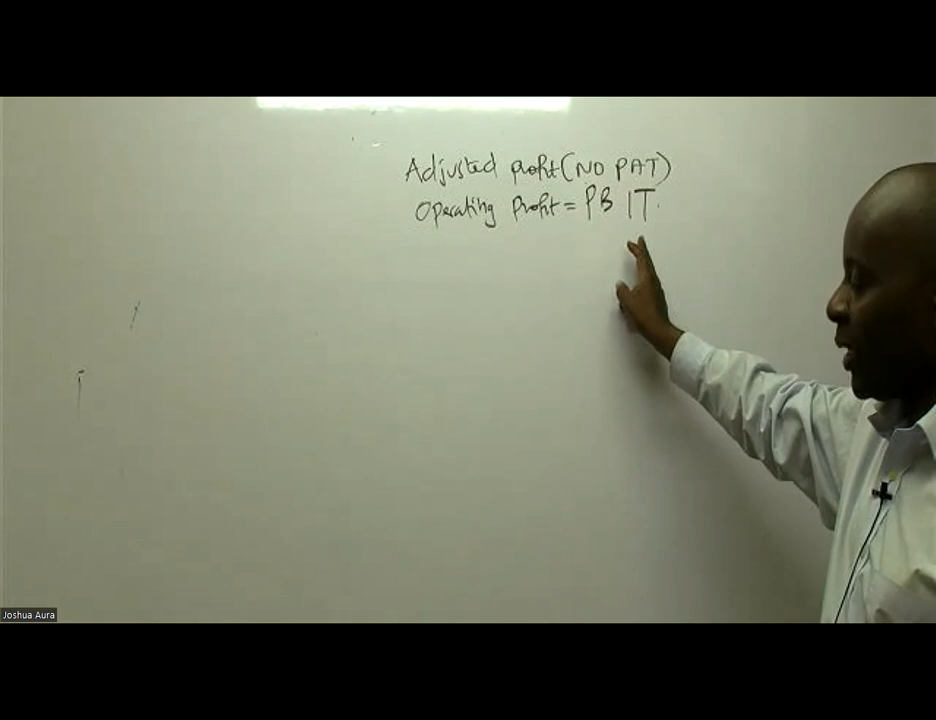 Adjusted profit (NO PAT)
Operating Profit = PBIT.
Joshua Aura